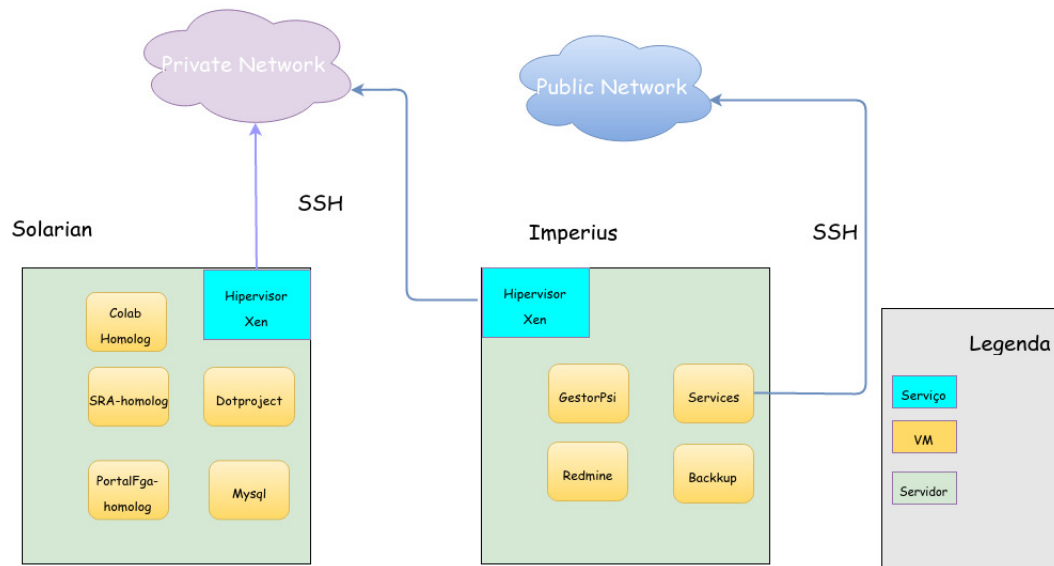 Private Network
Public Network
SSH
Solarian
Imperius
SSH
Hipervisor
Xen
Colab
Homolog
SRA-homolog
Dotproject
PortalFga-
homolog
Mysql
Hipervisor
Xen
GestorPsi
Services
Redmine
Backkup
Legenda
Serviço
VM
Servidor